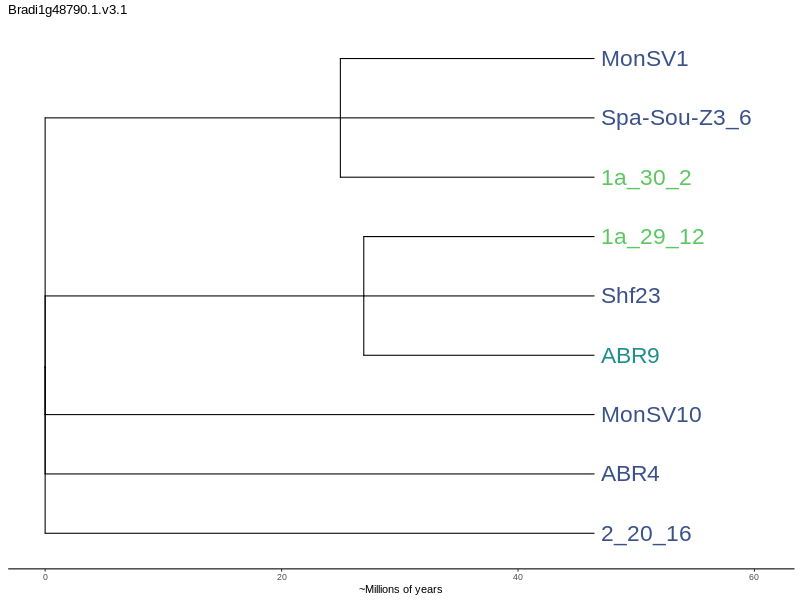 Bradi1g48790.1.v3.1
MonSV1
Spa-Sou-Z3_6
1a_30_2
1a_29_12
Shf23
ABR9
MonSV10
ABR4
2_20_16
0 20 40 60
~Millions of years